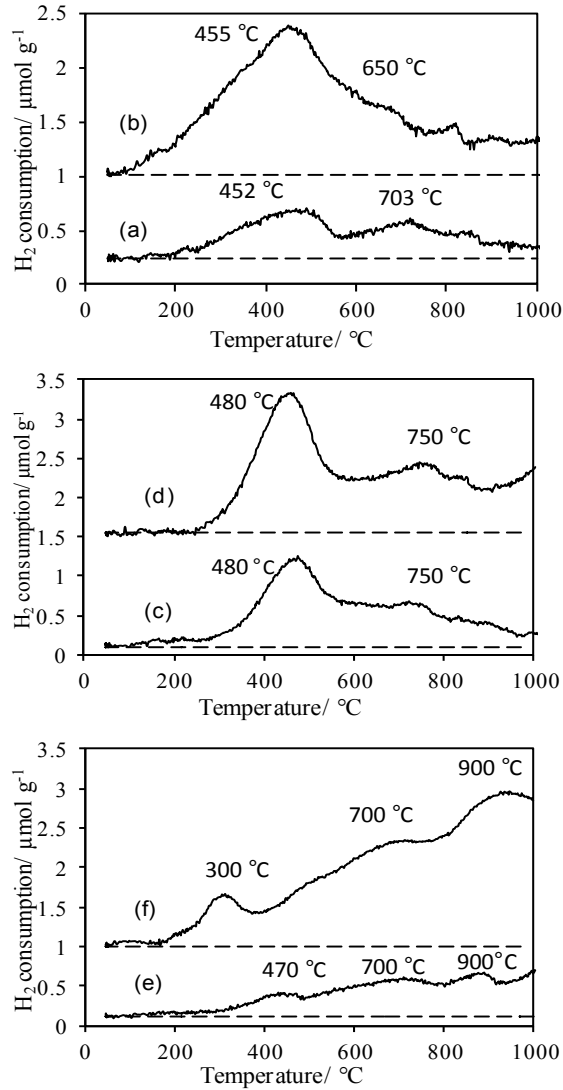 2.5
455 °C
2
650 °C
(b)
1.5
1
452 °C
703 °C
0.5
(a)
0
0 200 400 600 800 1000
H₂ consumption/ μmol g⁻¹
Temperature/ °C
3.5
480 °C
3
2.5
750 °C
(d)
2
1.5
480 °C
750 °C
1
0.5
(c)
0
0 200 400 600 800 1000
H₂ consumption/ μmol g⁻¹
Temperature/ °C
3.5
900 °C
3
700 °C
2.5
2
300 °C
1.5
(f)
1
470 °C 700 °C 900°C
0.5
(e)
0
0 200 400 600 800 1000
H₂ consumption/ μmol g⁻¹
Temperature/ °C